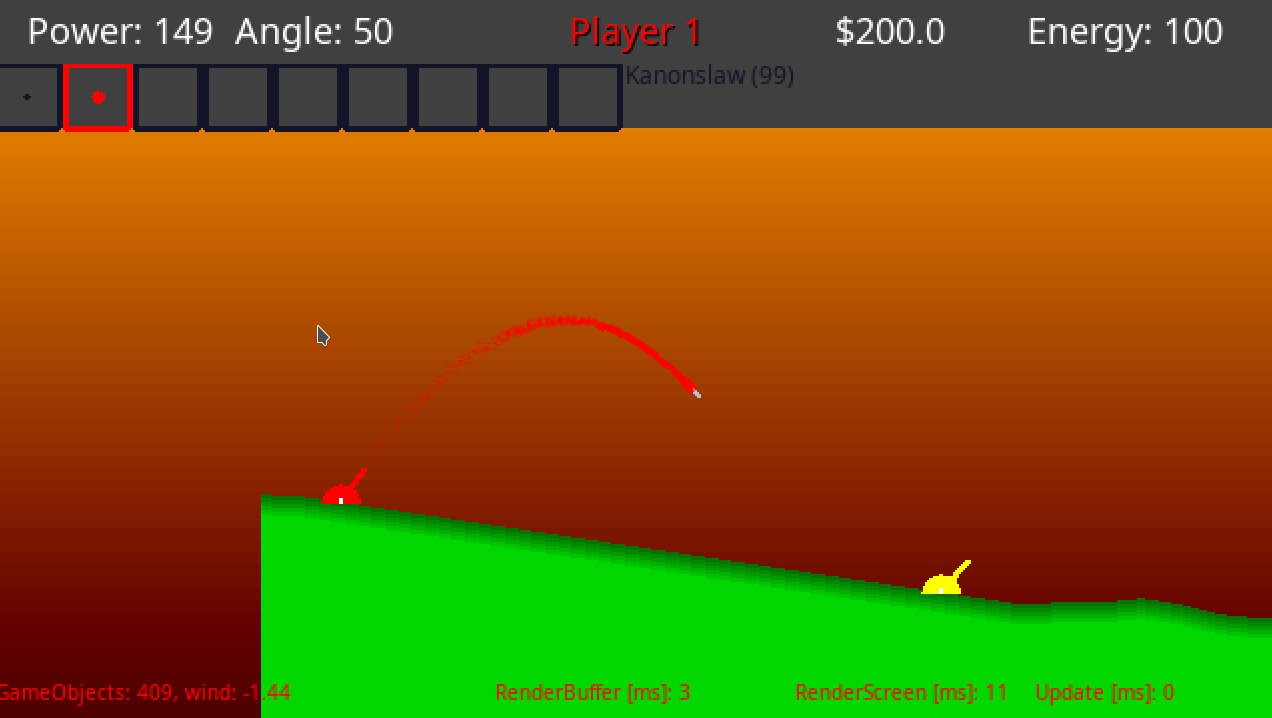 Power: 149 Angle: 50 Player 1 $200.0 Energy: 100
Kanonslaw (99)
GameObjects: 409, wind: -1.44 RenderBuffer [ms]: 3 RenderScreen [ms]: 11 Update [ms]: 0